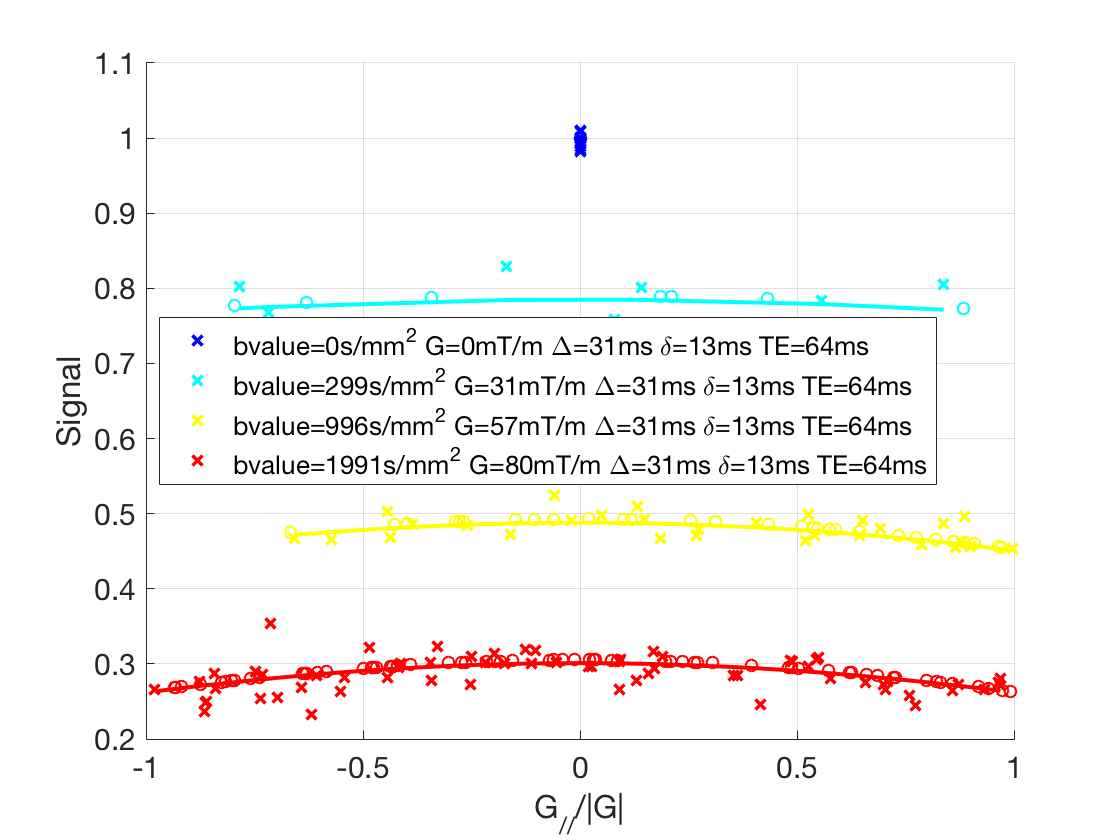 1.1
1
0.9
0.8
0.7
0.6
0.5
0.4
0.3
0.2
Signal
bvalue=0s/mm² G=0mT/m Δ=31ms δ=13ms TE=64ms
bvalue=299s/mm² G=31mT/m Δ=31ms δ=13ms TE=64ms
bvalue=996s/mm² G=57mT/m Δ=31ms δ=13ms TE=64ms
bvalue=1991s/mm² G=80mT/m Δ=31ms δ=13ms TE=64ms
-1 -0.5 0 0.5 1
G_///|G|